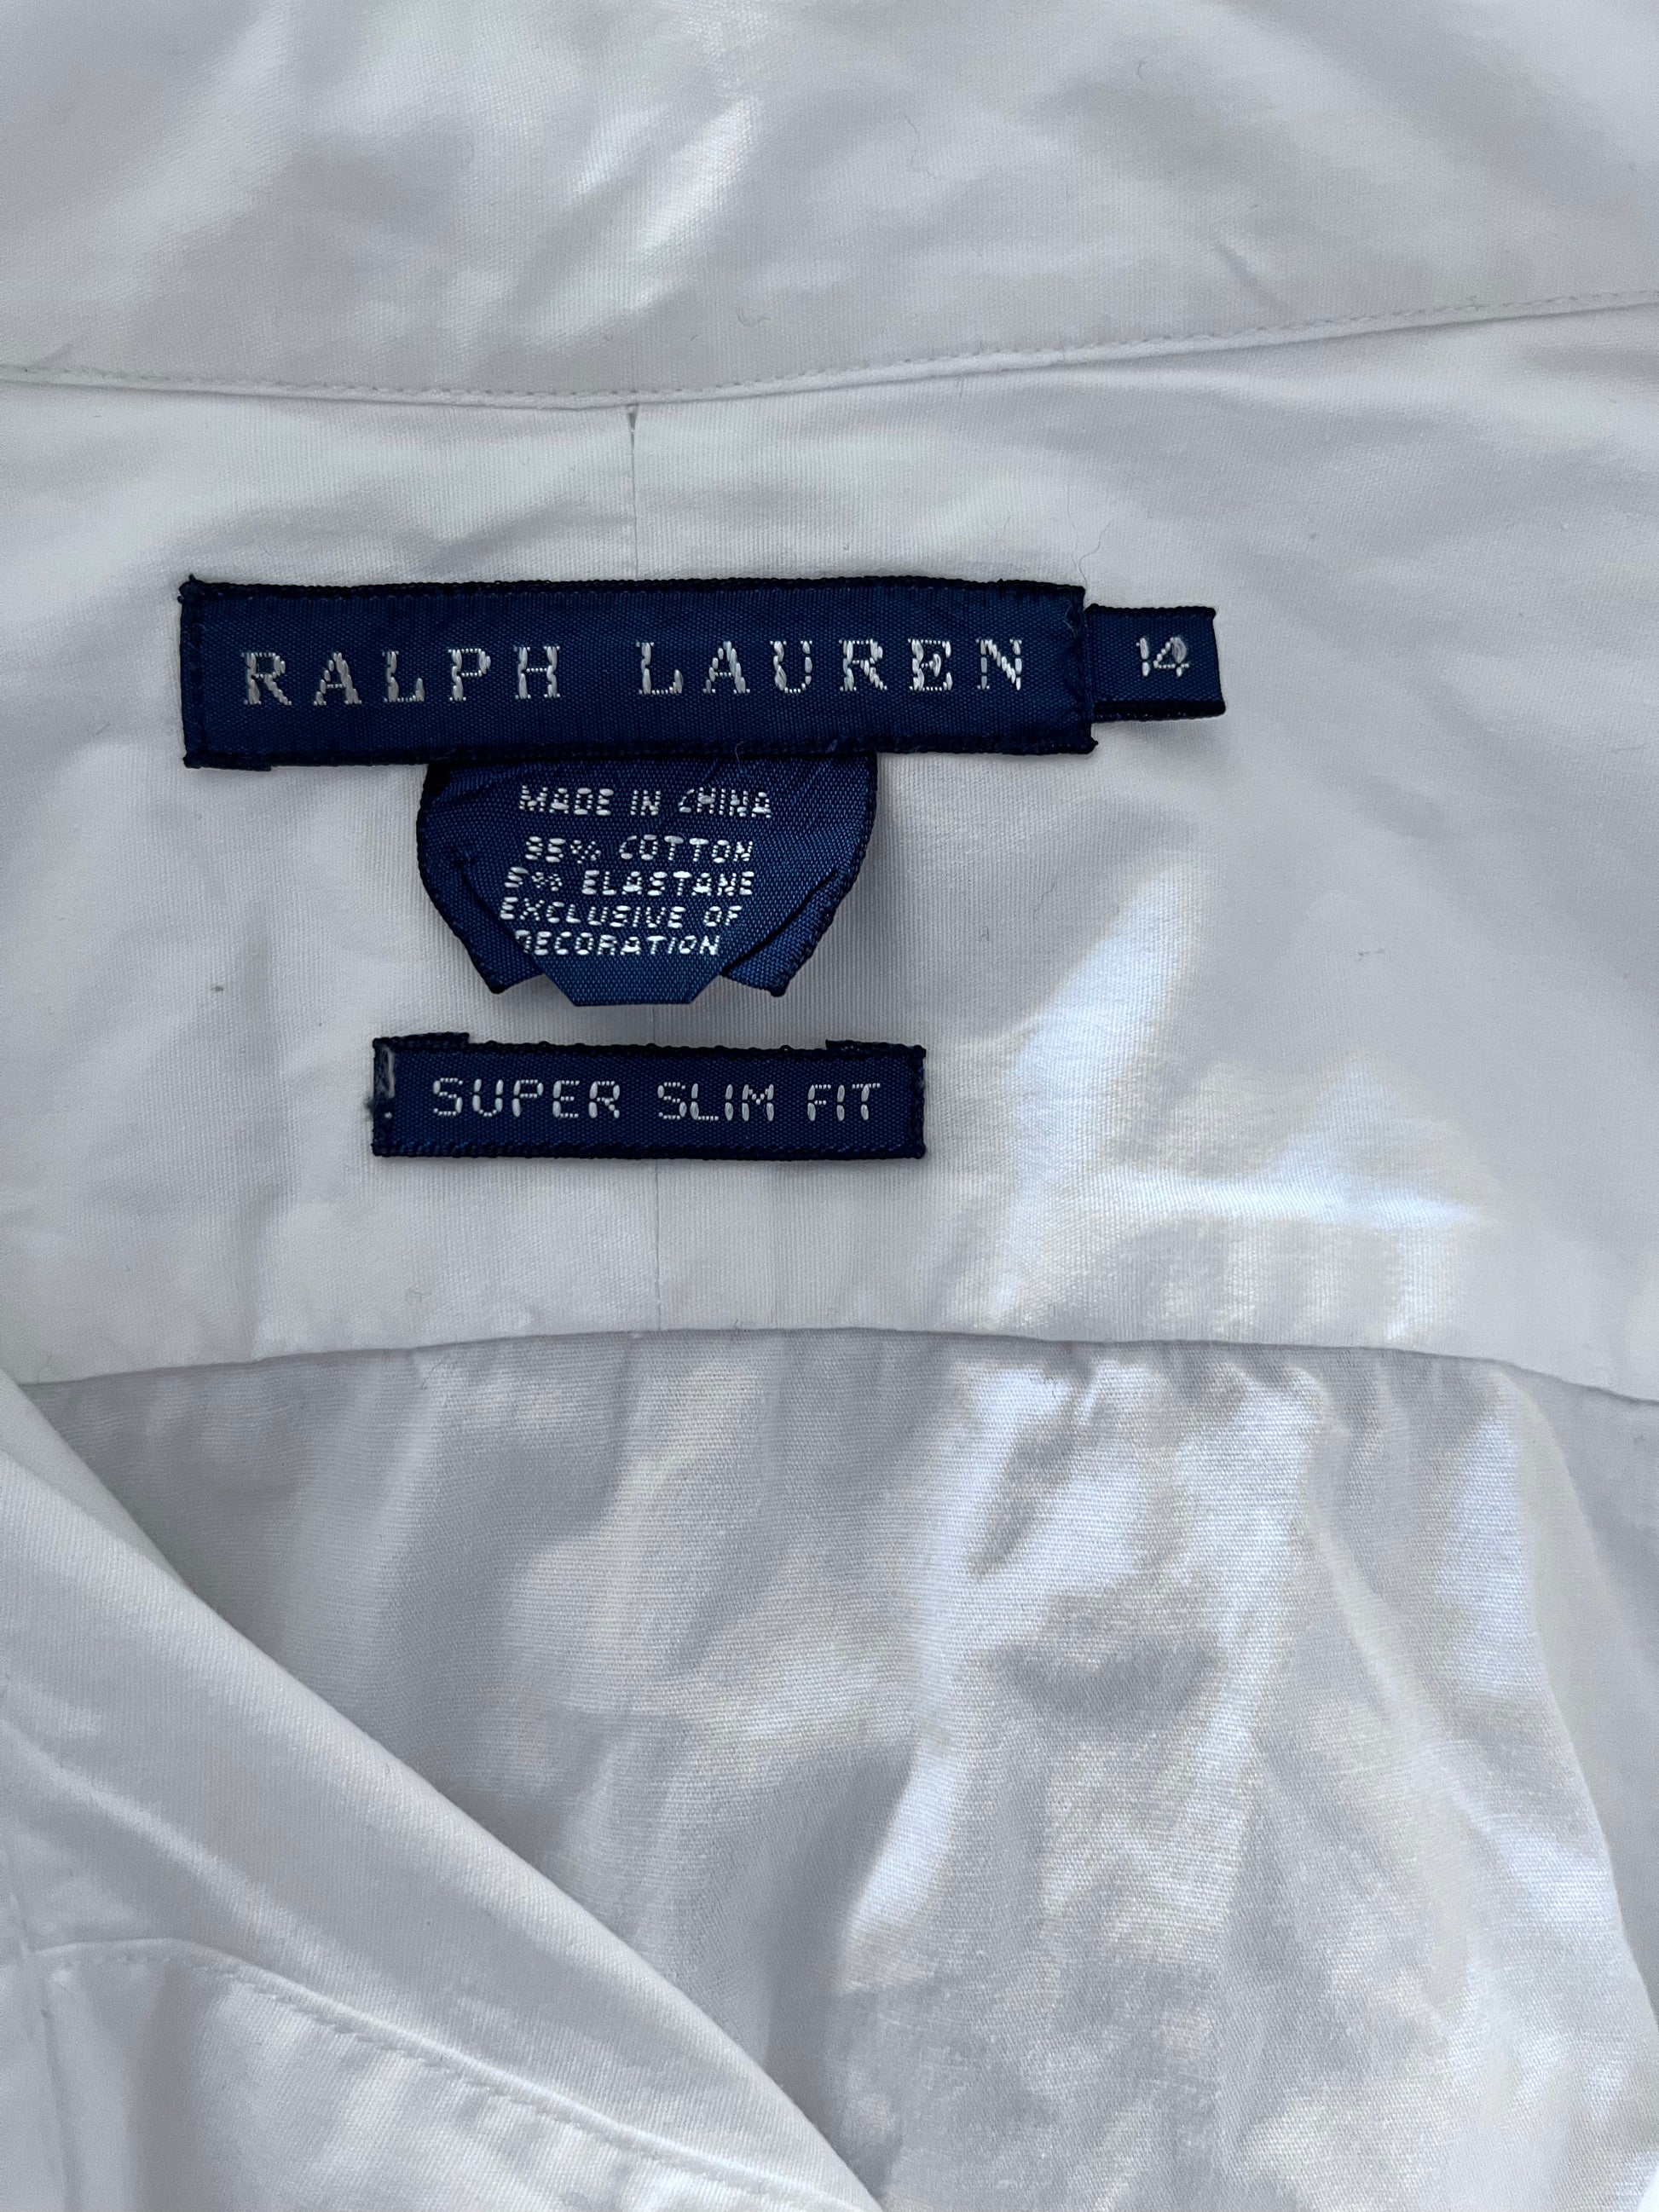 RALPH LAUREN 14
MADE IN CHINA
95% COTTON
5% ELASTANE
EXCLUSIVE OF
DECORATION
SUPER SLIM FIT